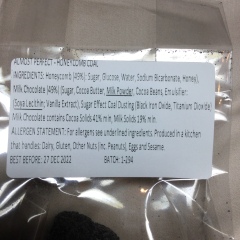 ALMOST PERFECT - HONEYCOMB COAL
INGREDIENTS: Honeycomb (49%): Sugar, Glucose, Water, Sodium Bicarbonate, Honey),
Milk Chocolate (49%) (Sugar, Cocoa Butter, Milk Powder, Cocoa Beans, Emulsifier:
Soya Lecithin; Vanilla Extract), Sugar Effect Coal Dusting (Black Iron Oxide, Titanium Dioxide)
Milk Chocolate contains Cocoa Solids 41% min, Milk Solids 19% min.
ALLERGEN STATEMENT: For allergens see underlined ingredients. Produced in a kitchen
that handles: Dairy, Gluten, Other Nuts (inc. Peanuts), Eggs and Sesame.
BEST BEFORE: 27 DEC 2022 BATCH: 1-294